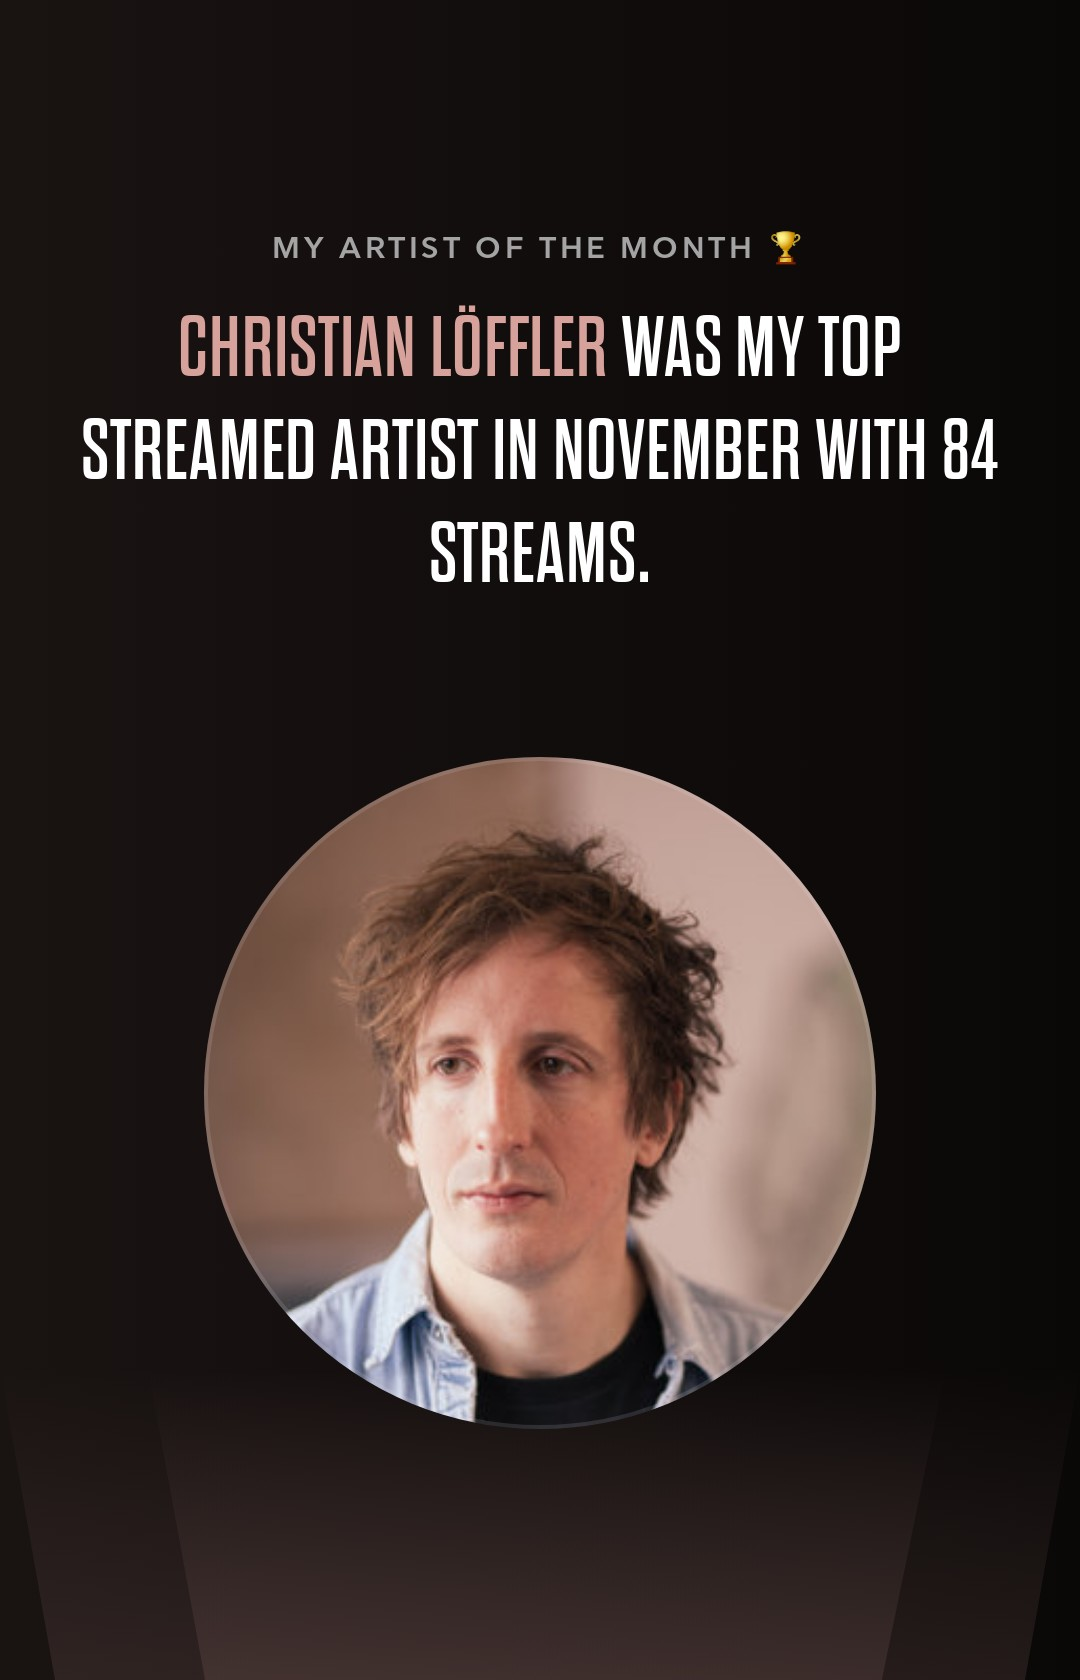 MY ARTIST OF THE MONTH 🏆
CHRISTIAN LÖFFLER WAS MY TOP
STREAMED ARTIST IN NOVEMBER WITH 84
STREAMS.